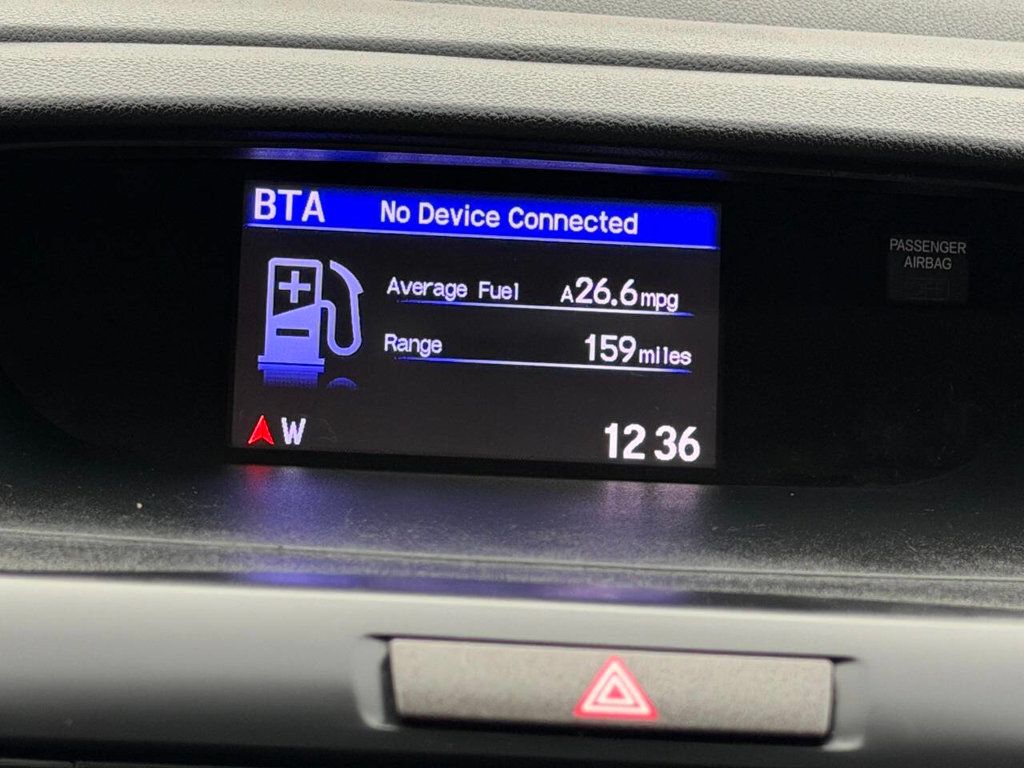 BTA No Device Connected
PASSENGER
AIRBAG
Average Fuel A26.6mpg
Range 159miles
W 12 36